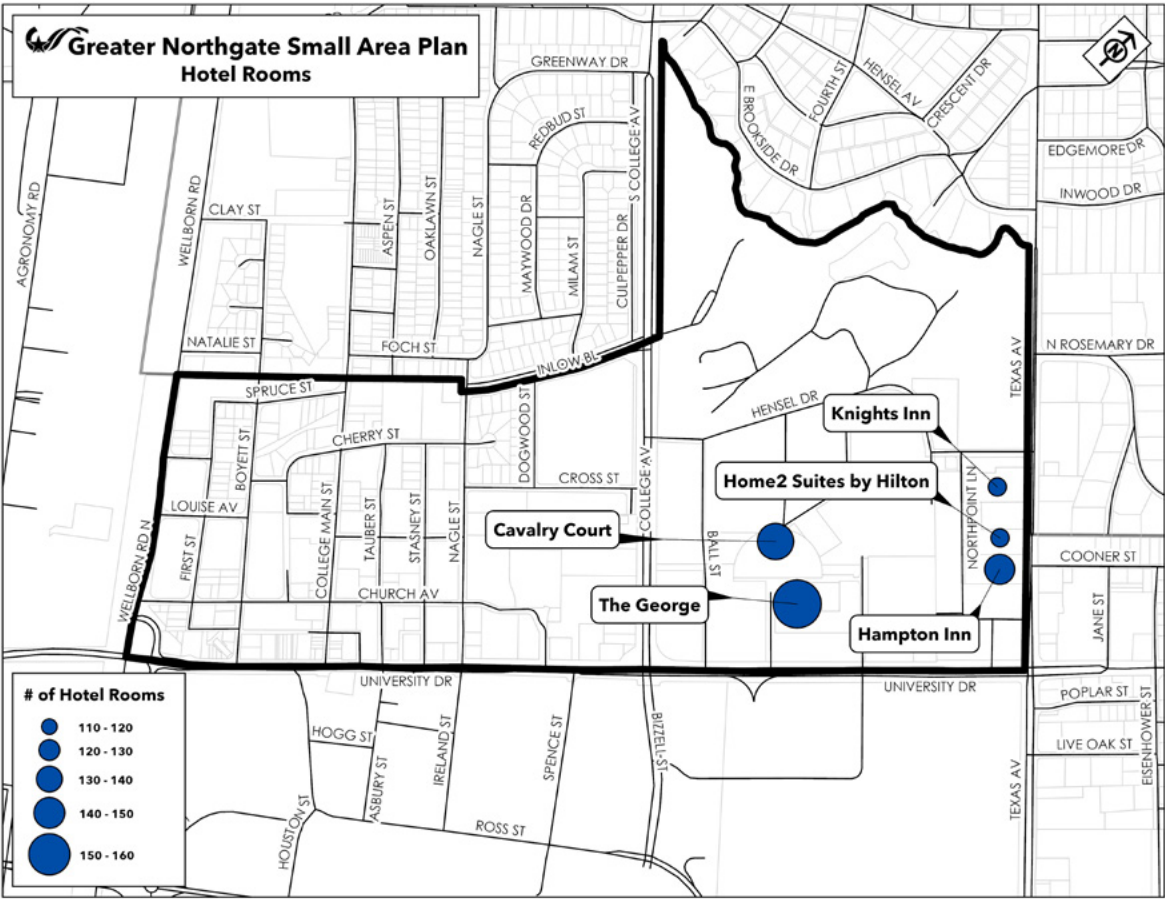 Greater Northgate Small Area Plan
Hotel Rooms
GREENWAY DR
REDBUD ST
S COLLEGE AV
E BROOKSIDE DR
FOURTH ST
HENSEL AV
CRESCENT DR
N
EDGEMORE DR
INWOOD DR
AGRONOMY RD
WELLBORN RD
CLAY ST
ASPEN ST
OAKLAWN ST
NAGLE ST
MAYWOOD DR
MILAM ST
CULPEPPER DR
NATALIE ST
FOCH ST
INLOW BL
TEXAS AV
N ROSEMARY DR
SPRUCE ST
BOYETT ST
CHERRY ST
DOGWOOD ST
HENSEL DR
Knights Inn
CROSS ST
COLLEGE AV
Home2 Suites by Hilton
NORTHPOINT LN
LOUISE AV
COLLEGE MAIN ST
TAUBER ST
STASNEY ST
NAGLE ST
Cavalry Court
BALL ST
COONER ST
WELLBORN RD N
FIRST ST
CHURCH AV
The George
Hampton Inn
JANE ST
UNIVERSITY DR
UNIVERSITY DR
# of Hotel Rooms
110 - 120
120 - 130
130 - 140
140 - 150
150 - 160
HOGG ST
ASBURY ST
IRELAND ST
SPENCE ST
BIZZELL ST
HOUSTON ST
ROSS ST
TEXAS AV
POPLAR ST
LIVE OAK ST
EISENHOWER ST